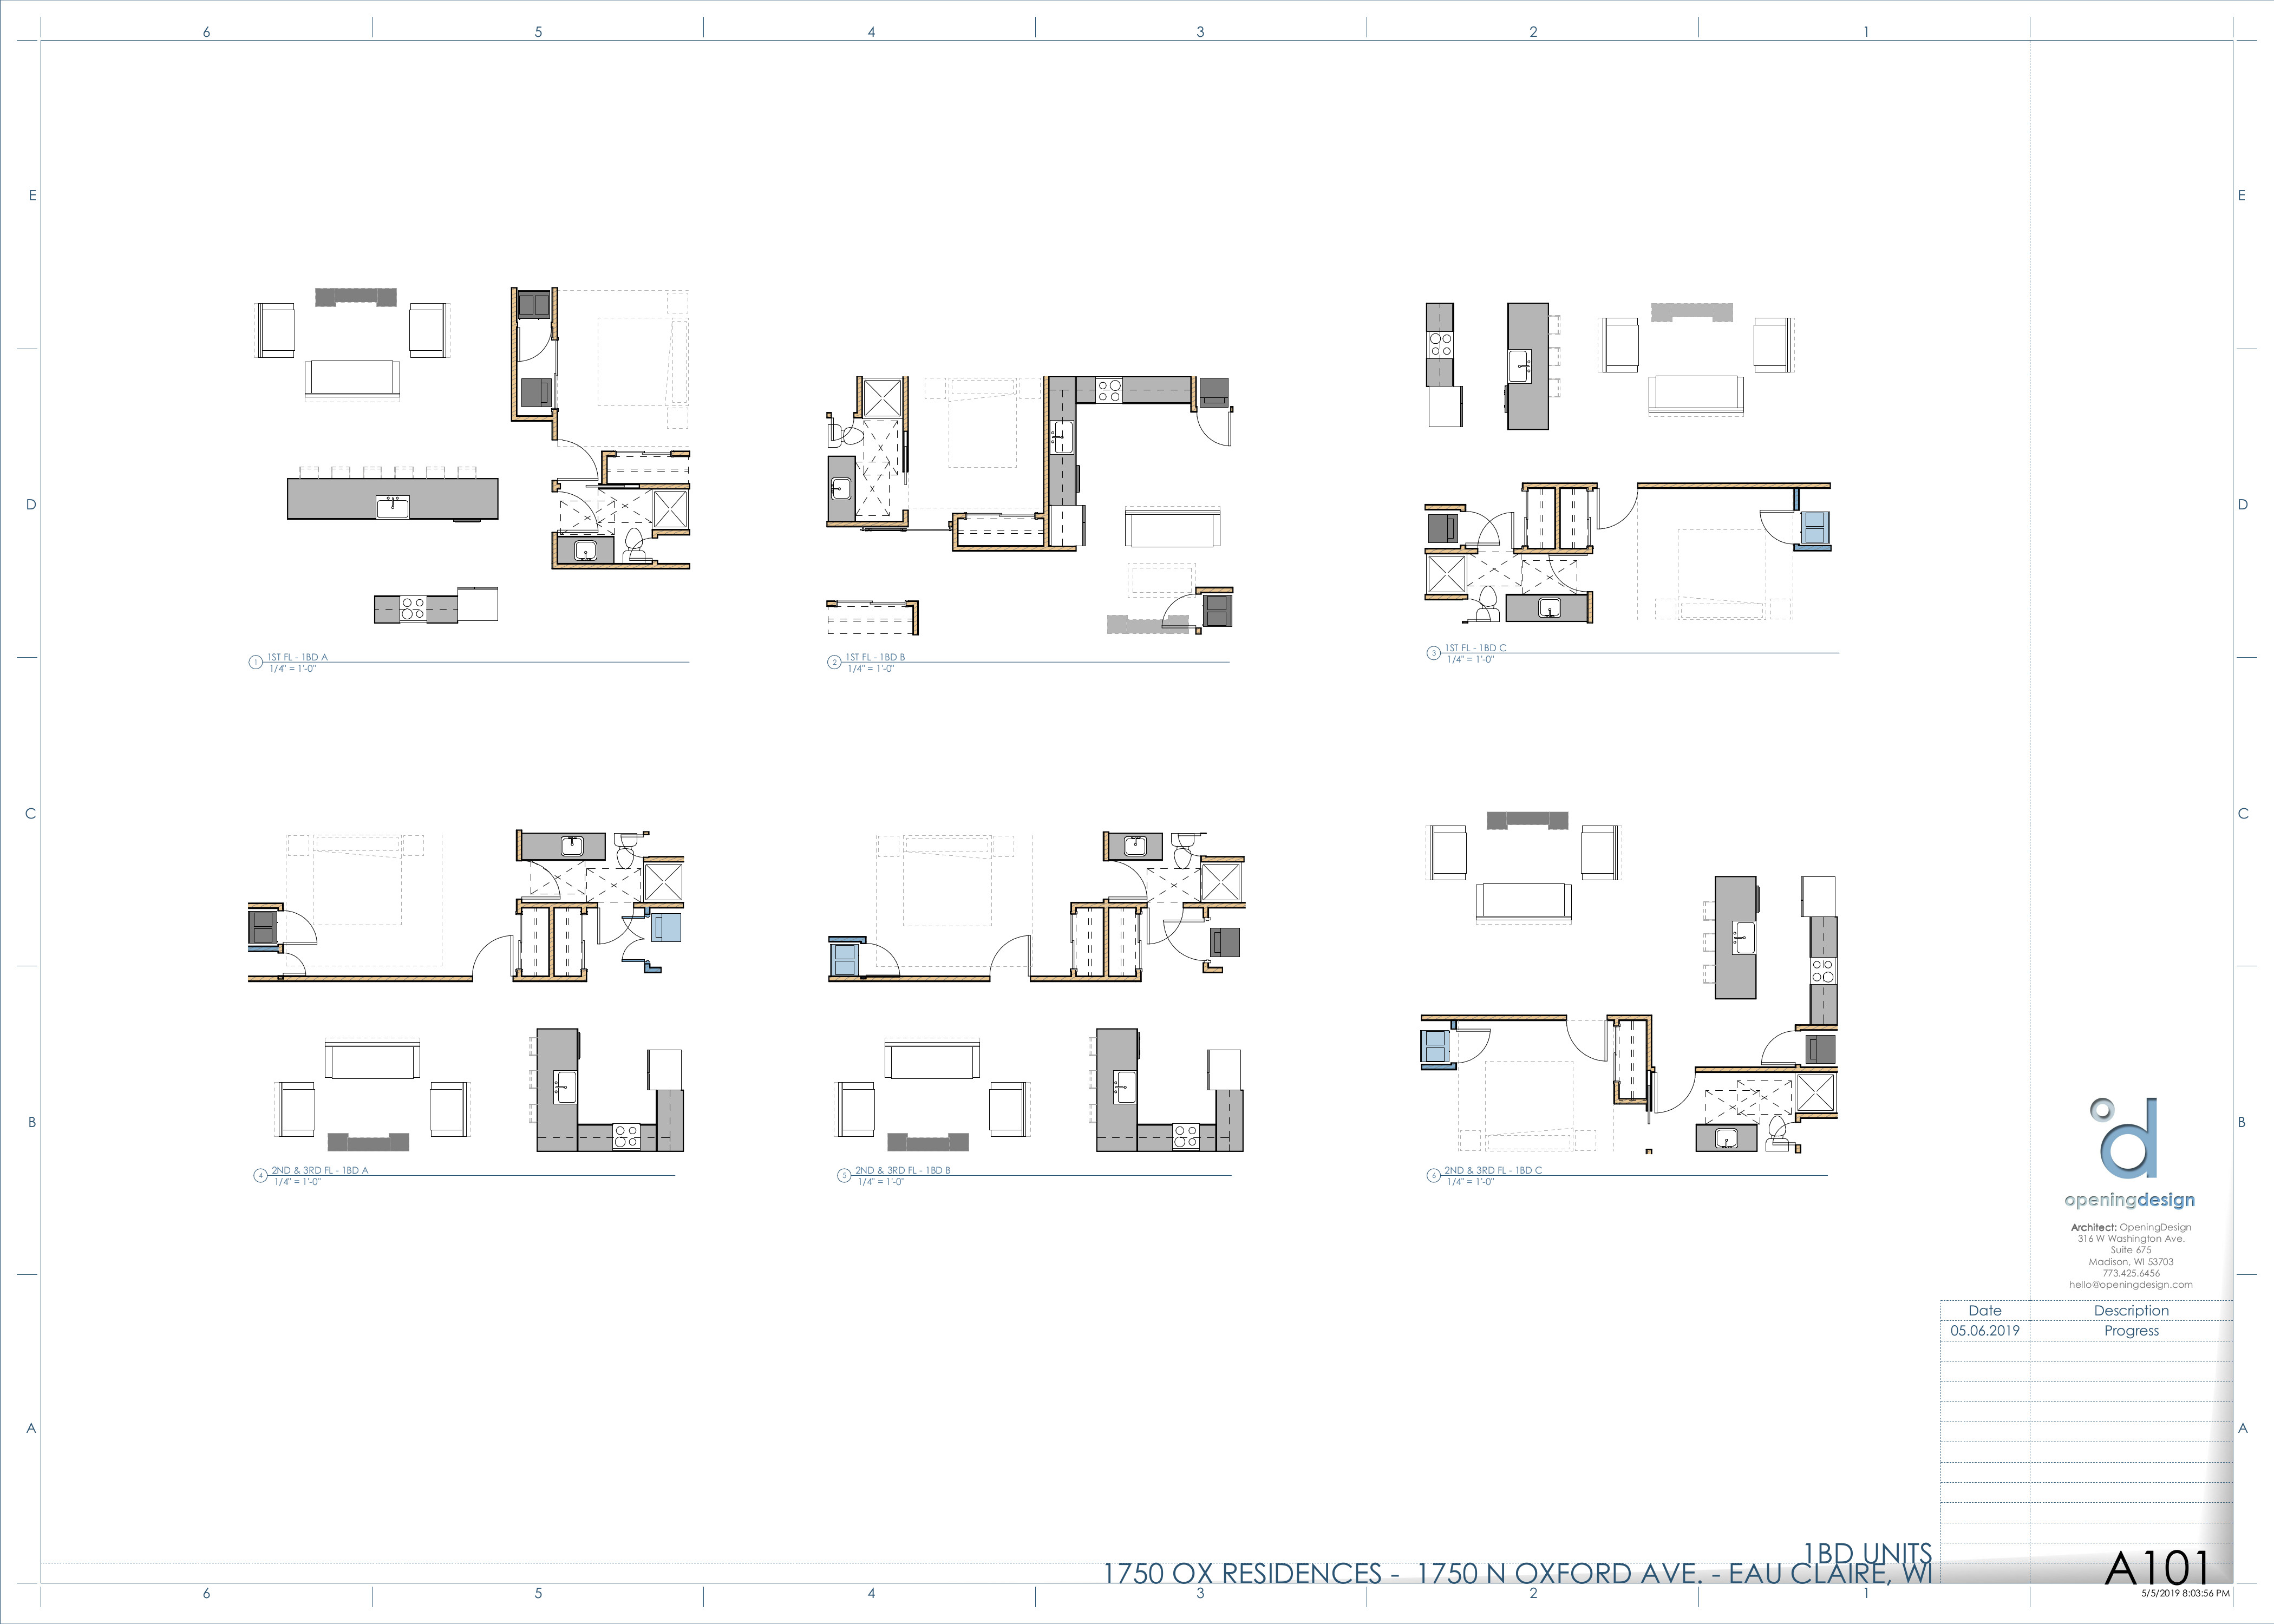 6 5 4 3 2 1
E E
D D
1 1ST FL - 1BD A
1/4" = 1'-0"
2 1ST FL - 1BD B
1/4" = 1'-0"
3 1ST FL - 1BD C
1/4" = 1'-0"
C C
B B
4 2ND & 3RD FL - 1BD A
1/4" = 1'-0"
5 2ND & 3RD FL - 1BD B
1/4" = 1'-0"
6 2ND & 3RD FL - 1BD C
1/4" = 1'-0"
d
openingdesign
Architect: OpeningDesign
316 W Washington Ave.
Suite 675
Madison, WI 53703
773.425.6456
hello@openingdesign.com
Date Description
05.06.2019 Progress
A A
1BD UNITS
1750 OX RESIDENCES - 1750 N OXFORD AVE. - EAU CLAIRE, WI
A101
5/5/2019 8:03:56 PM
6 5 4 3 2 1